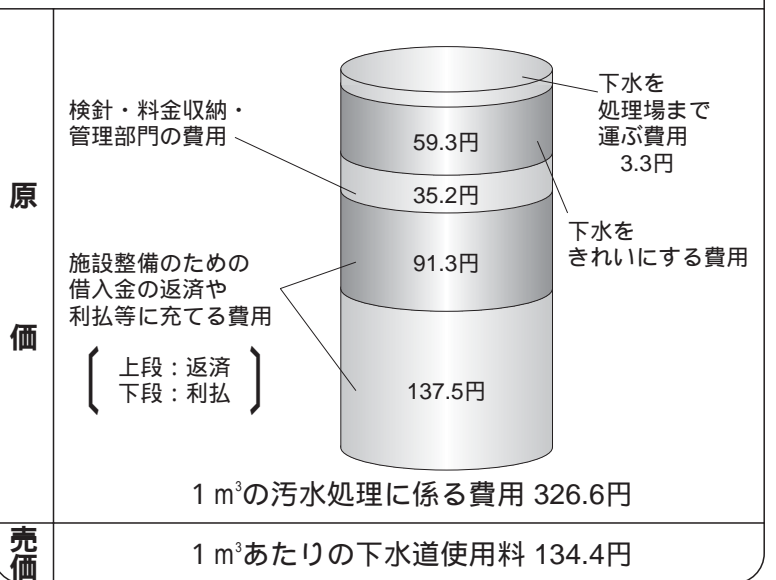 原価
検針・料金収納・
管理部門の費用
下水を
処理場まで
運ぶ費用
3.3円
59.3円
35.2円
下水を
きれいにする費用
施設整備のための
借入金の返済や
利払等に充てる費用
上段:返済
下段:利払
91.3円
137.5円
1㎥の汚水処理に係る費用 326.6円
売価
1㎥あたりの下水道使用料 134.4円